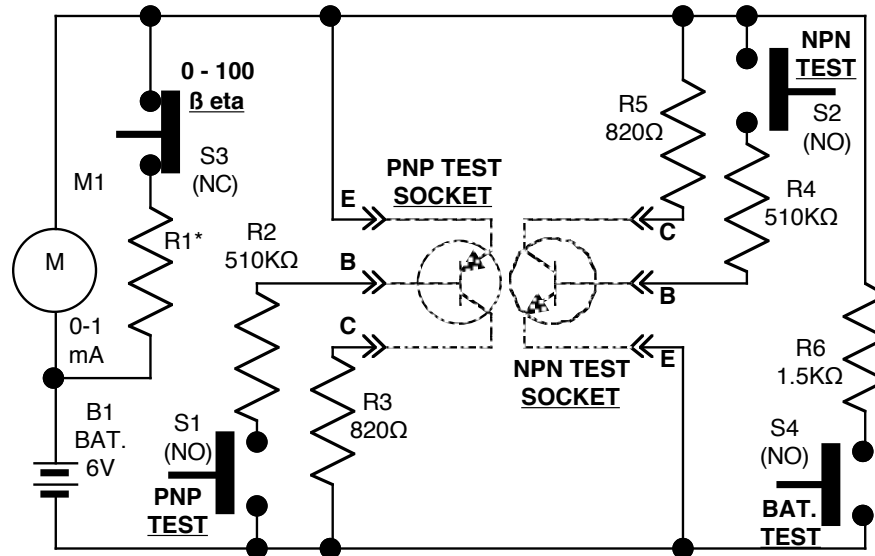 0 - 100
ß eta
S3
(NC)
M1
M
R1*
0-1
mA
B1
BAT.
6V
R2
510KΩ
S1
(NO)
PNP
TEST
R3
820Ω
PNP TEST
SOCKET
E
B
C
NPN TEST
SOCKET
C
B
E
R5
820Ω
NPN
TEST
S2
(NO)
R4
510KΩ
R6
1.5KΩ
S4
(NO)
BAT.
TEST